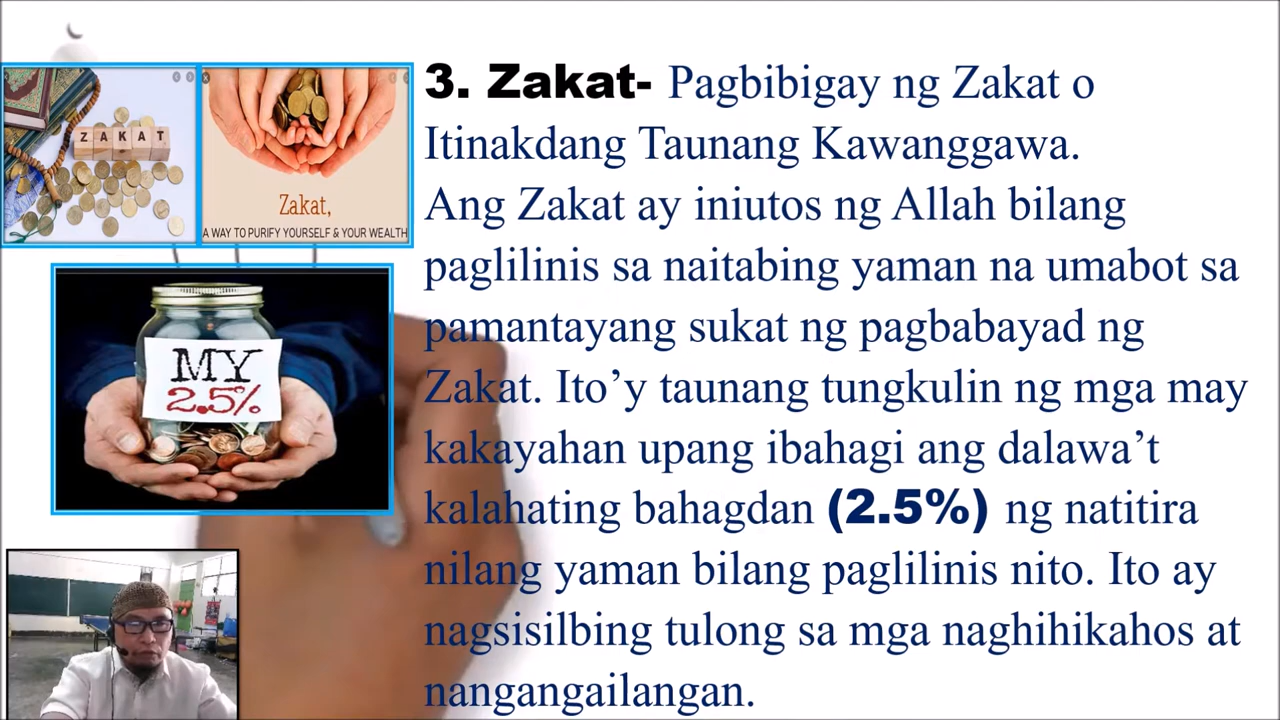 ZAKAT
Zakat,
A WAY TO PURIFY YOURSELF & YOUR WEALTH
MY
2.5%
3. Zakat- Pagbibigay ng Zakat o
Itinakdang Taunang Kawanggawa.
Ang Zakat ay iniutos ng Allah bilang
paglilinis sa naitabing yaman na umabot sa
pamantayang sukat ng pagbabayad ng
Zakat. Ito’y taunang tungkulin ng mga may
kakayahan upang ibahagi ang dalawa’t
kalahating bahagdan (2.5%) ng natitira
nilang yaman bilang paglilinis nito. Ito ay
nagsisilbing tulong sa mga naghihikahos at
nangangailangan.